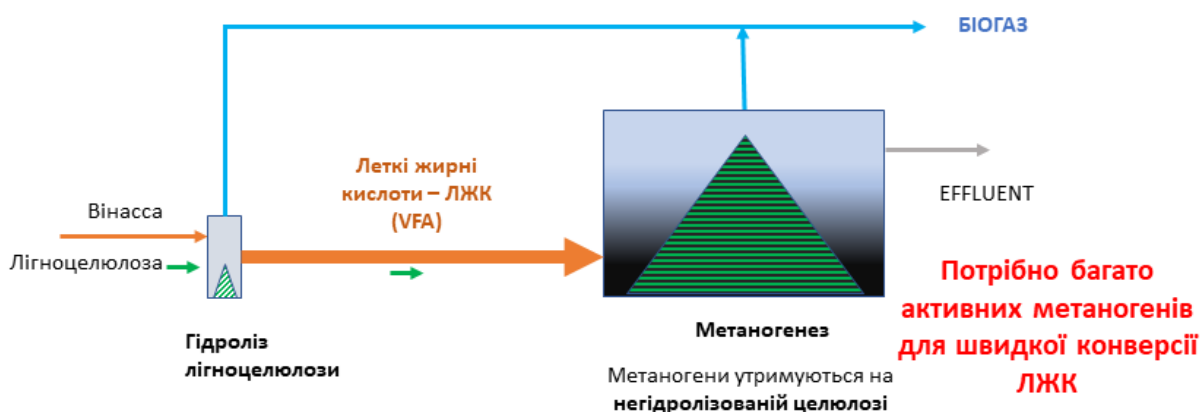 БІОГАЗ
Леткі жирні
кислоти – ЛЖК
(VFA)
Вінасса
Лігноцелюлоза
EFFLUENT
Гідроліз
лігноцелюлози
Метаногенез
Метаногени утримуються на
негідролізованій целюлозі
Потрібно багато
активних метаногенів
для швидкої конверсії
ЛЖК